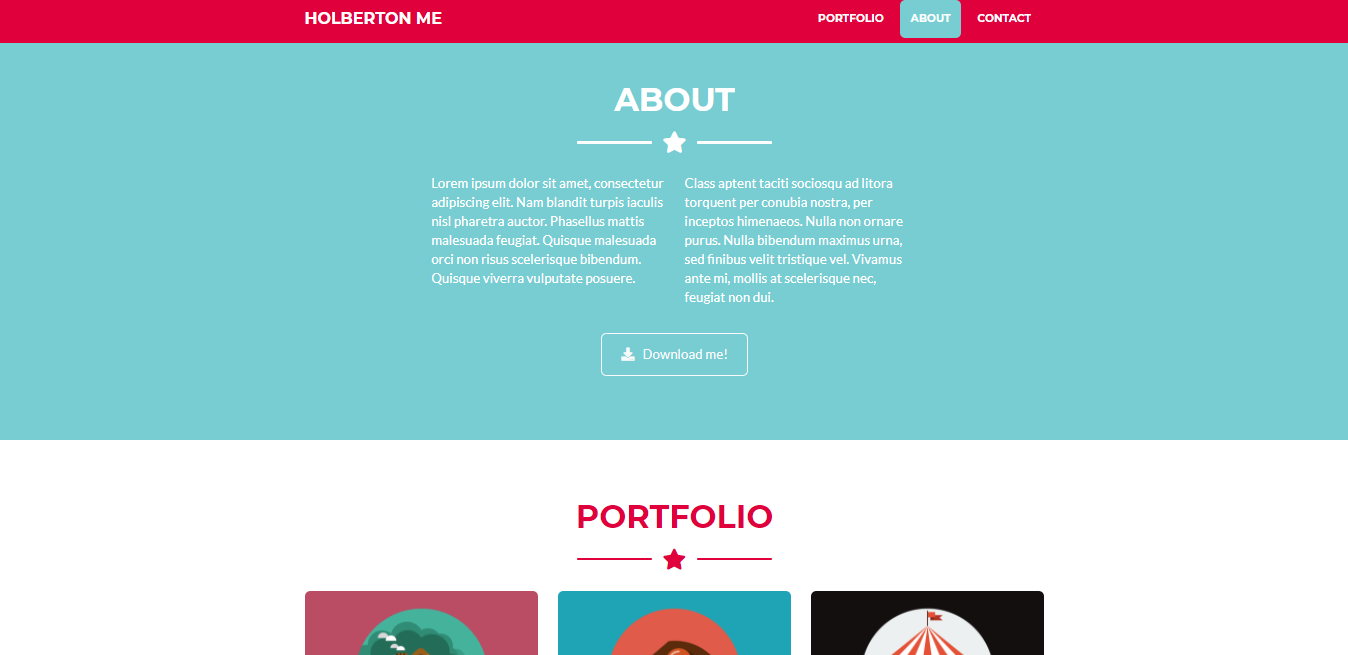 HOLBERTON ME
PORTFOLIO
ABOUT
CONTACT
ABOUT
Lorem ipsum dolor sit amet, consectetur
adipiscing elit. Nam blandit turpis iaculis
nisl pharetra auctor. Phasellus mattis
malesuada feugiat. Quisque malesuada
orci non risus scelerisque bibendum.
Quisque viverra vulputate posuere.
Class aptent taciti sociosqu ad litora
torquent per conubia nostra, per
inceptos himenaeos. Nulla non ornare
purus. Nulla bibendum maximus urna,
sed finibus velit tristique vel. Vivamus
ante mi, mollis at scelerisque nec,
feugiat non dui.
Download me!
PORTFOLIO